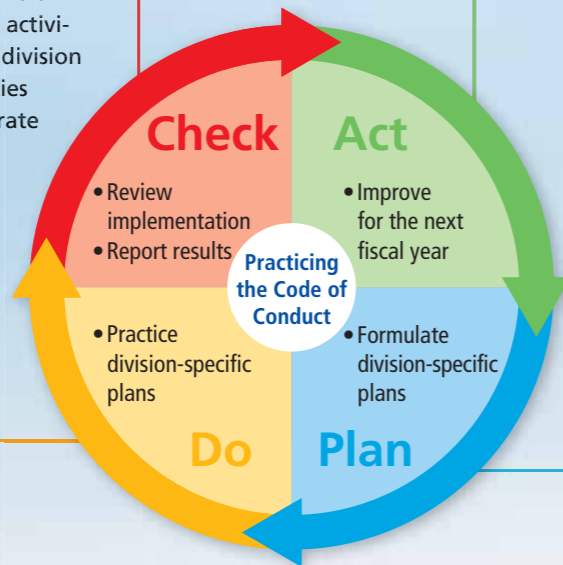 activi-
division
ies
rate
Check
• Review
implementation
• Report results
Act
• Improve
for the next
fiscal year
Practicing
the Code of
Conduct
• Practice
division-specific
plans
Do
• Formulate
division-specific
plans
Plan